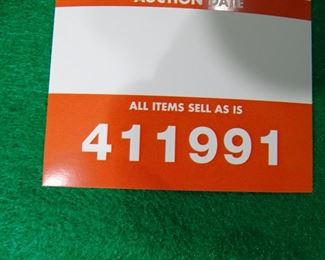 AUCTION DATE
ALL ITEMS SELL AS IS
411991